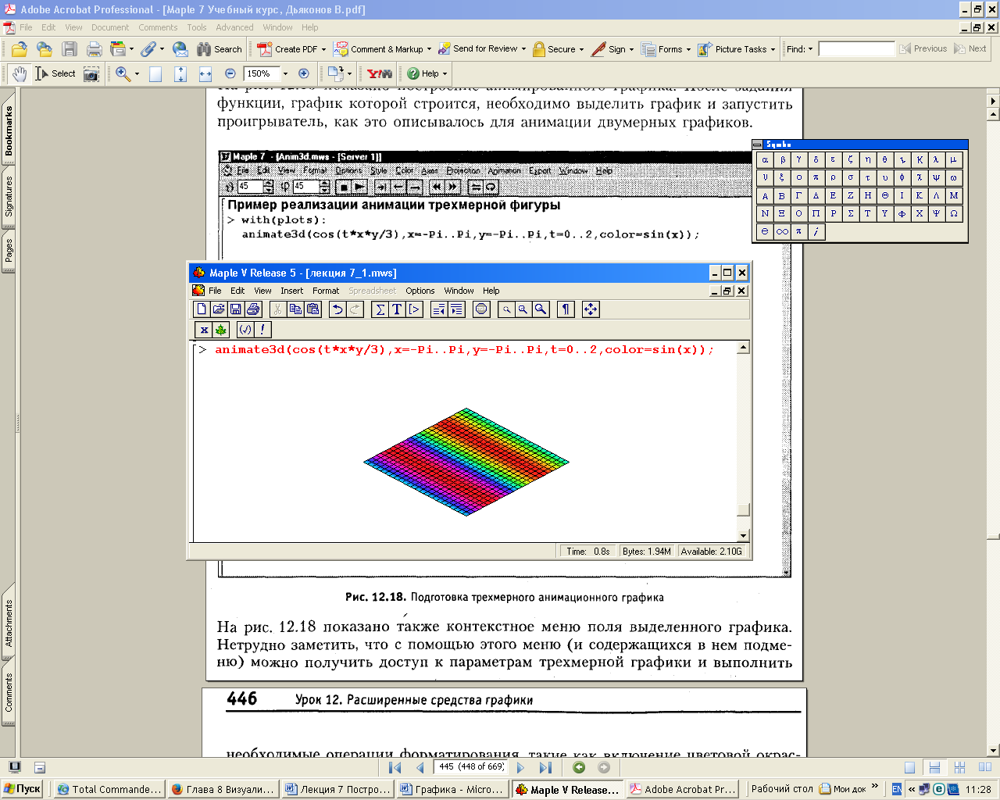 Adobe Acrobat Professional - [Maple 7 Учебный курс, Дьяконов В.pdf]
File Edit View Document Comments Tools Advanced Window Help
Search Create PDF Comment & Markup Send for Review Secure Sign Forms Picture Tasks Find: Previous Next
Select 150% Y! Help
Bookmarks
Signatures
Pages
Attachments
Comments
функции, график которой строится, необходимо выделить график и запустить
проигрыватель, как это описывалось для анимации двумерных графиков.
Maple 7 - [Anim3d.mws - [Server 1]]
File Edit View Format Options Style Color Axes Projection Animation Export Window Help
ϑ 45 φ 45
Пример реализации анимации трехмерной фигуры
> with(plots):
animate3d(cos(t*x*y/3),x=-Pi..Pi,y=-Pi..Pi,t=0..2,color=sin(x));
Symbo
α β γ δ ε ζ η θ ι κ λ μ
ν ξ ο π ρ σ τ υ φ χ ψ ω
Α Β Γ Δ Ε Ζ Η Θ Ι Κ Λ Μ
Ν Ξ Ο Π Ρ Σ Τ Υ Φ Χ Ψ Ω
e ∞ π i
Maple V Release 5 - [лекция 7_1.mws]
File Edit View Insert Format Spreadsheet Options Window Help
Σ T [> ¶
x (√) !
[> animate3d(cos(t*x*y/3),x=-Pi..Pi,y=-Pi..Pi,t=0..2,color=sin(x));
Time: 0.8s Bytes: 1.94M Available: 2.10G
Рис. 12.18. Подготовка трехмерного анимационного графика
На рис. 12.18 показано также контекстное меню поля выделенного графика.
Нетрудно заметить, что с помощью этого меню (и содержащихся в нем подме-
ню) можно получить доступ к параметрам трехмерной графики и выполнить
446 Урок 12. Расширенные средства графики
необходимые операции форматирования, такие как включение цветовой окрас-
445 (448 of 669)
Пуск Total Commande... Глава 8 Визуали... Лекция 7 Постро... Графика - Micro... Maple V Release... Adobe Acrobat Pr... Рабочий стол Мои док » EN « 11:28